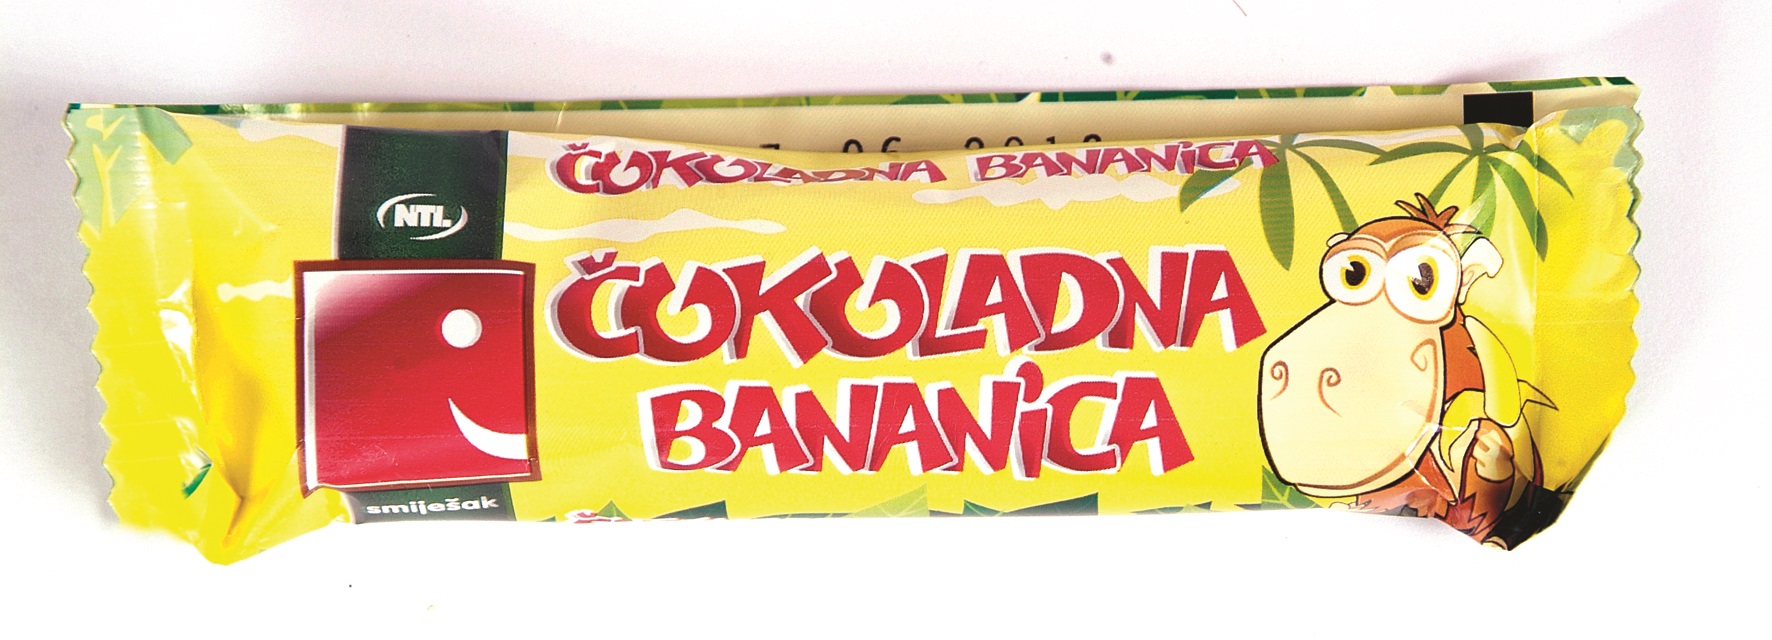 ČOKOLADNA BANANiCA
NTL
ČOKOLADNA
BANANiCA
smiješak